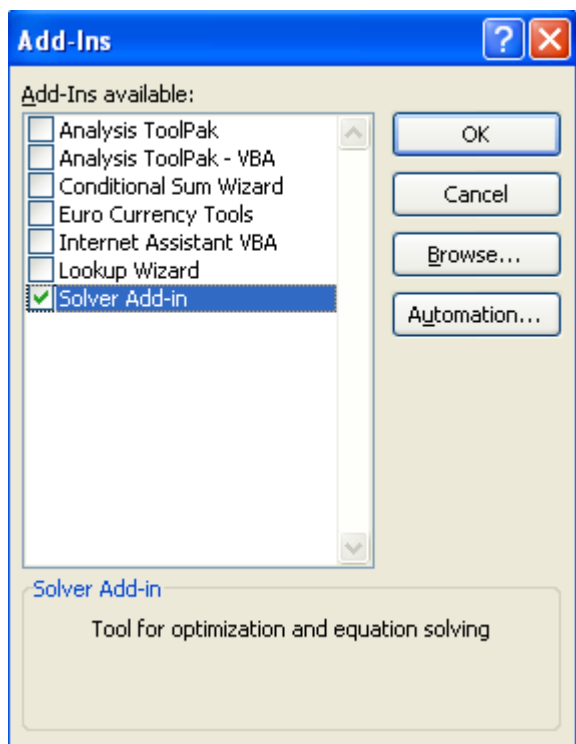 Add-Ins
Add-Ins available:
Analysis ToolPak
Analysis ToolPak - VBA
Conditional Sum Wizard
Euro Currency Tools
Internet Assistant VBA
Lookup Wizard
Solver Add-in
OK
Cancel
Browse...
Automation...
Solver Add-in
Tool for optimization and equation solving